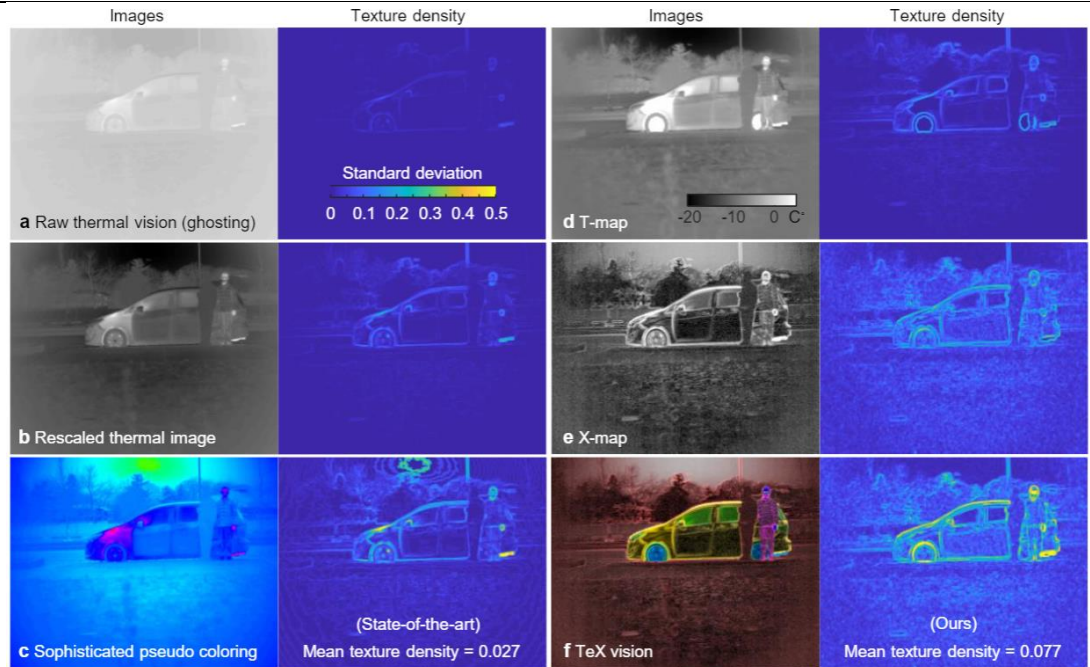 Images Texture density Images Texture density
Standard deviation
0 0.1 0.2 0.3 0.4 0.5
a Raw thermal vision (ghosting)
-20 -10 0 C°
d T-map
b Rescaled thermal image
e X-map
(State-of-the-art)
c Sophisticated pseudo coloring
Mean texture density = 0.027
(Ours)
f TeX vision
Mean texture density = 0.077